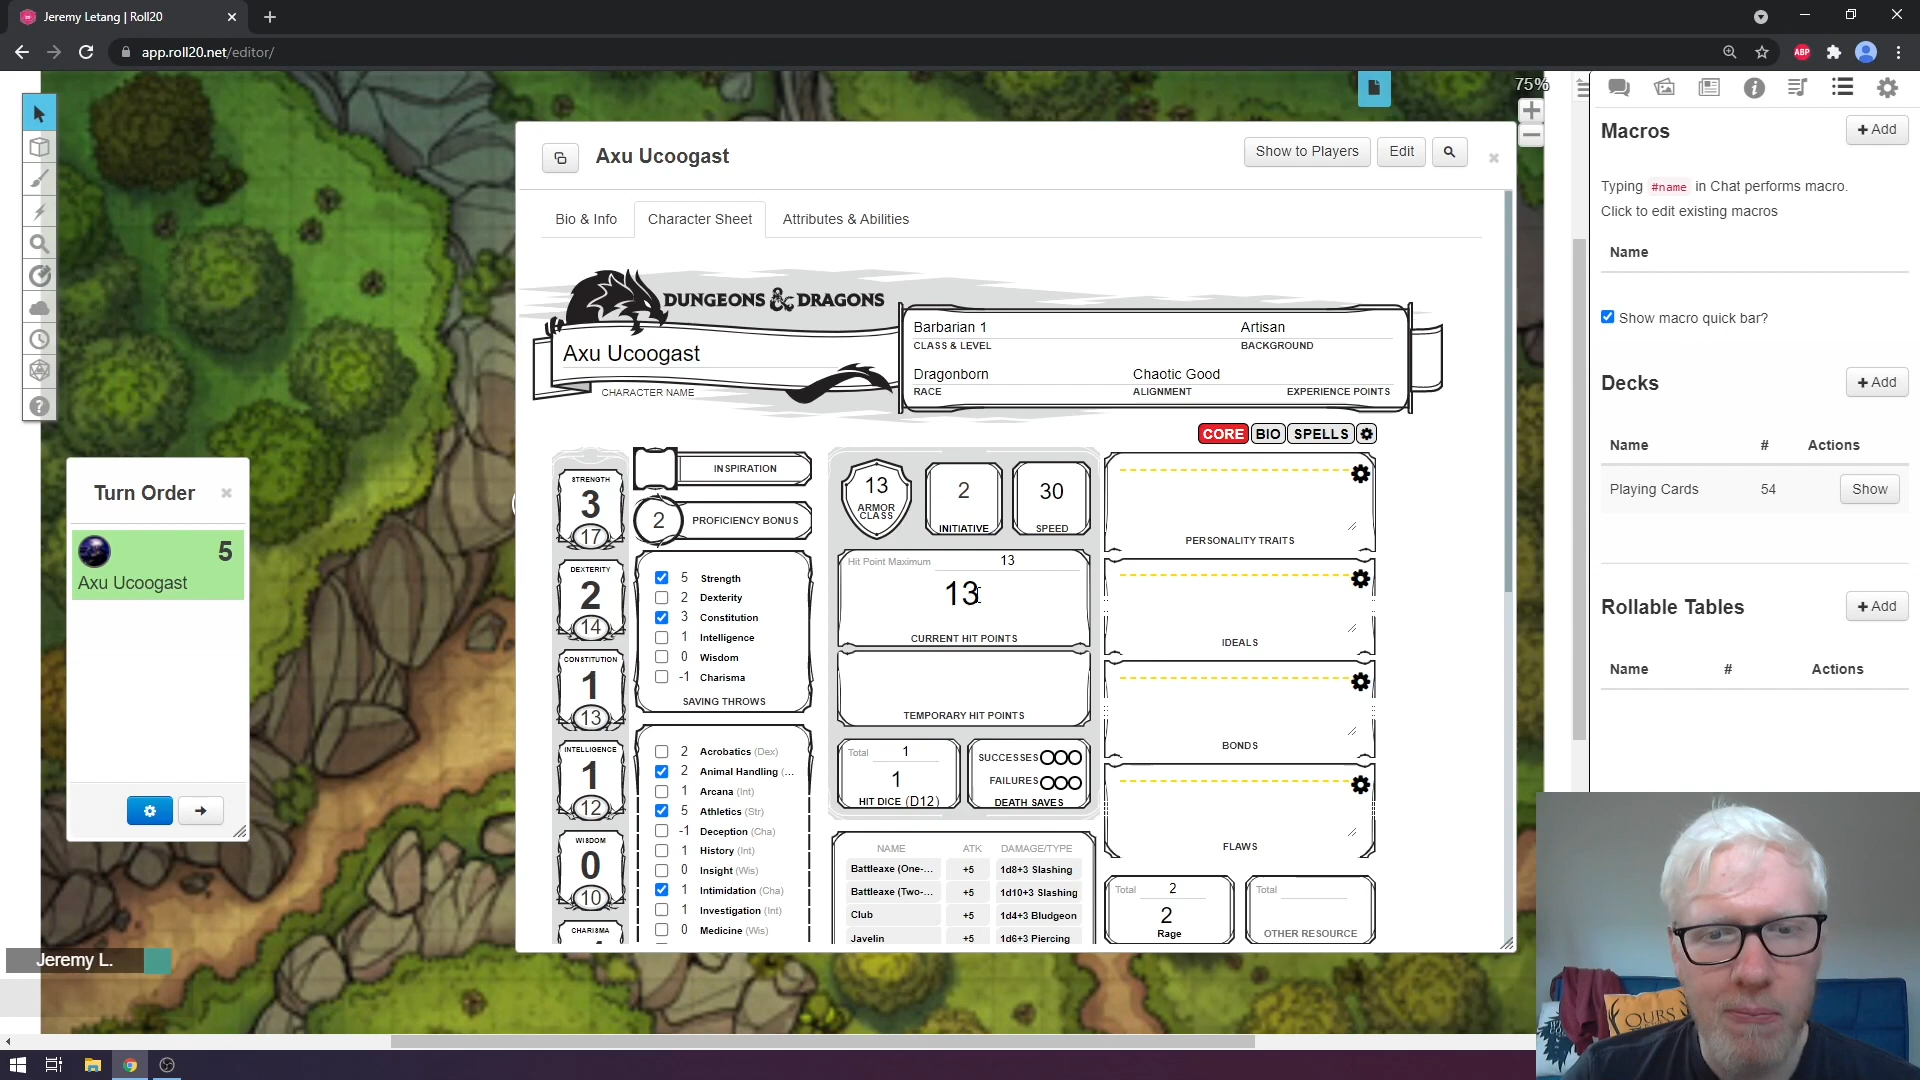 Jeremy Letang | Roll20
app.roll20.net/editor/
ABP
75%
Turn Order
5
Axu Ucoogast
Jeremy L.
Axu Ucoogast
Show to Players
Edit
Bio & Info
Character Sheet
Attributes & Abilities
DUNGEONS & DRAGONS
Axu Ucoogast
CHARACTER NAME
Barbarian 1
Artisan
CLASS & LEVEL
BACKGROUND
Dragonborn
Chaotic Good
RACE
ALIGNMENT
EXPERIENCE POINTS
CORE
BIO
SPELLS
STRENGTH
3
17
DEXTERITY
2
14
CONSTITUTION
1
13
INTELLIGENCE
1
12
WISDOM
0
10
CHARISMA
INSPIRATION
2
PROFICIENCY BONUS
5 Strength
2 Dexterity
3 Constitution
1 Intelligence
0 Wisdom
-1 Charisma
SAVING THROWS
2 Acrobatics (Dex)
2 Animal Handling (...
1 Arcana (Int)
5 Athletics (Str)
-1 Deception (Cha)
1 History (Int)
0 Insight (Wis)
1 Intimidation (Cha)
1 Investigation (Int)
0 Medicine (Wis)
13
ARMOR
CLASS
2
INITIATIVE
30
SPEED
Hit Point Maximum 13
13
CURRENT HIT POINTS
TEMPORARY HIT POINTS
Total 1
1
HIT DICE (D12)
SUCCESSES
FAILURES
DEATH SAVES
NAME ATK DAMAGE/TYPE
Battleaxe (One-... +5 1d8+3 Slashing
Battleaxe (Two-... +5 1d10+3 Slashing
Club +5 1d4+3 Bludgeon
Javelin +5 1d6+3 Piercing
PERSONALITY TRAITS
IDEALS
BONDS
FLAWS
Total 2
2
Rage
Total
OTHER RESOURCE
Macros
Add
Typing #name in Chat performs macro.
Click to edit existing macros
Name
Show macro quick bar?
Decks
Add
Name # Actions
Playing Cards 54 Show
Rollable Tables
Add
Name # Actions
OURS